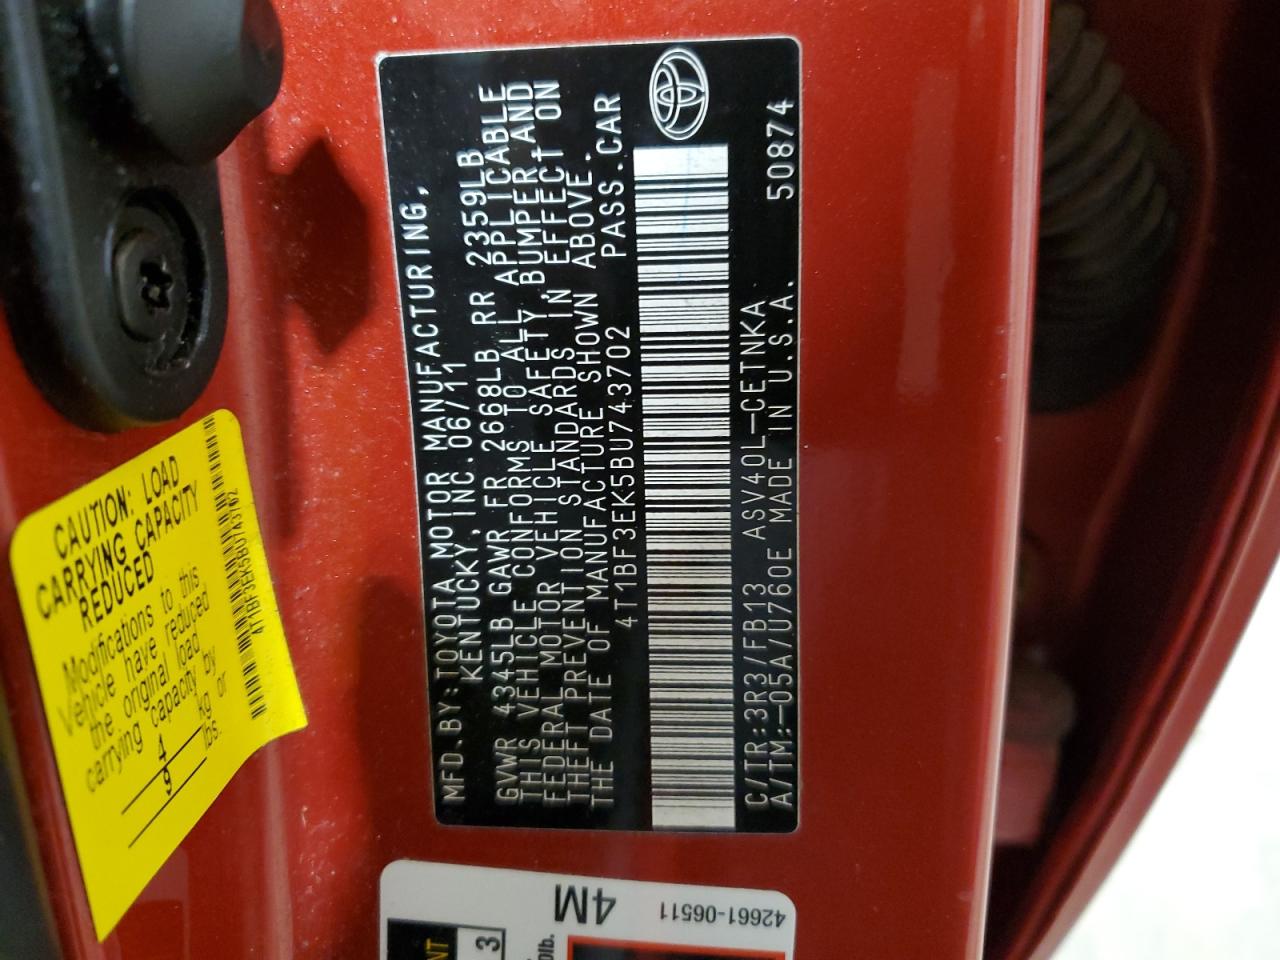 MFD.BY:TOYOTA MOTOR MANUFACTURING,
KENTUCKY, INC. 06/11
GVWR 4345LB GAWR FR 2668LB RR 2359LB
THIS VEHICLE CONFORMS TO ALL APPLICABLE
FEDERAL MOTOR VEHICLE SAFETY, BUMPER, AND
THEFT PREVENTION STANDARDS IN EFFECT ON
THE DATE OF MANUFACTURE SHOWN ABOVE.
4T1BF3EK5BU743702 PASS.CAR
C/TR:3R3/FB13 ASV40L-CETNKA
A/TM:-05A/U760E MADE IN U.S.A. 50874
CAUTION: LOAD
CARRYING CAPACITY
REDUCED
Modifications to this
vehicle have reduced
the original load
carrying capacity by
4 kg or
9 lbs.
4T1BF3EK5BU743702
4M
42661-06511
3